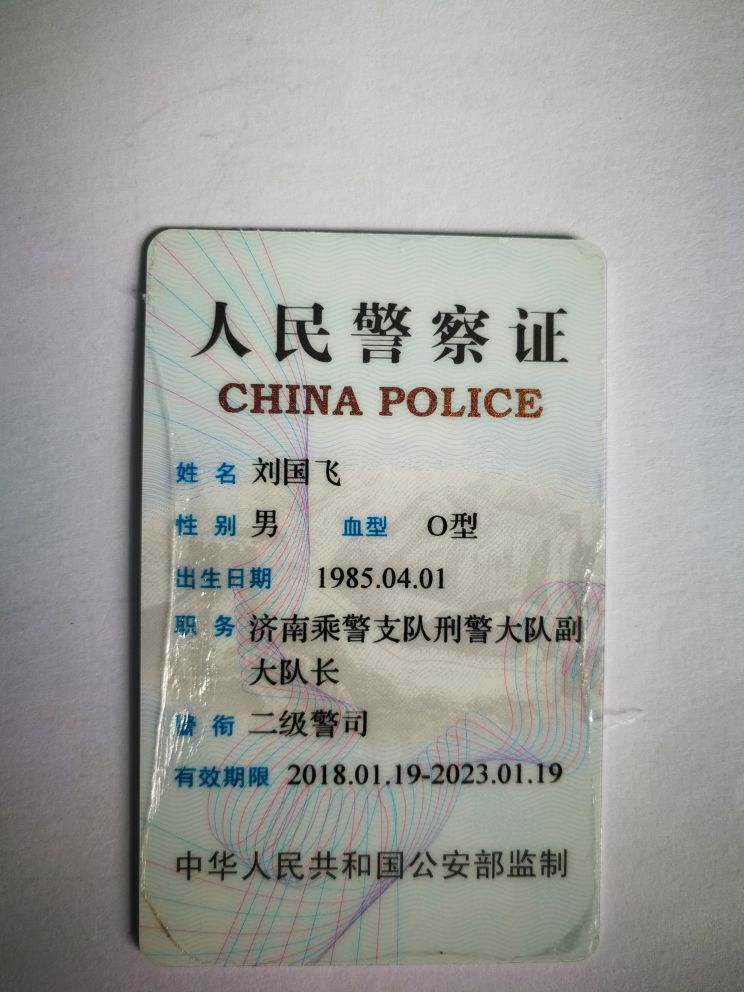 人民警察证
CHINA POLICE
姓 名 刘国飞
性 别 男 血型 O型
出生日期 1985.04.01
职 务 济南乘警支队刑警大队副
大队长
警 衔 二级警司
有效期限 2018.01.19-2023.01.19
中华人民共和国公安部监制